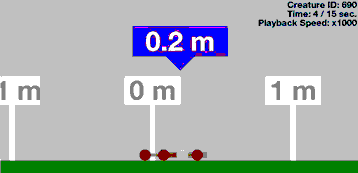 Creature ID: 690
Time: 4 / 15 sec.
Playback Speed: x1000
0.2 m
1 m
0 m
1 m